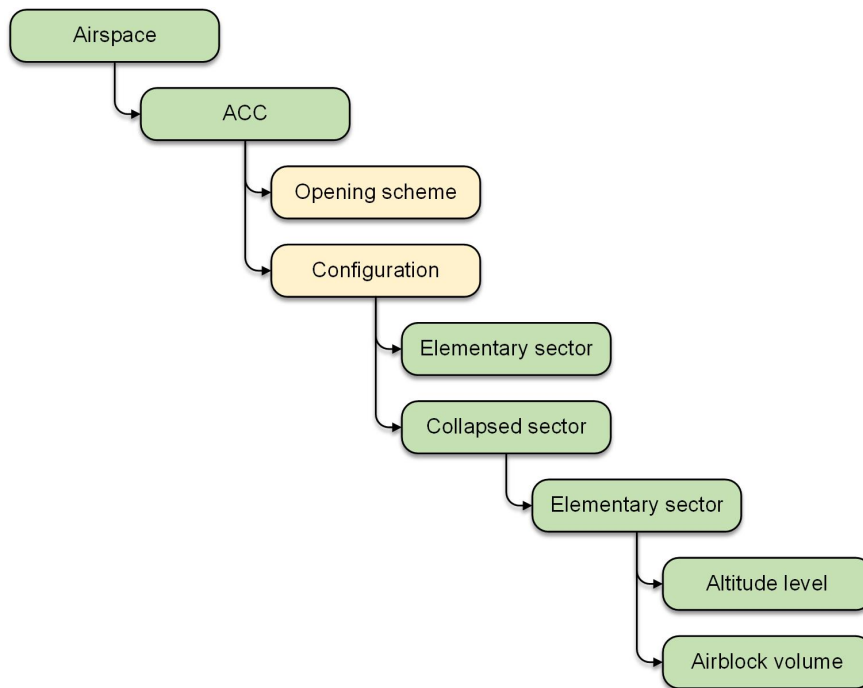 Airspace
ACC
Opening scheme
Configuration
Elementary sector
Collapsed sector
Elementary sector
Altitude level
Airblock volume